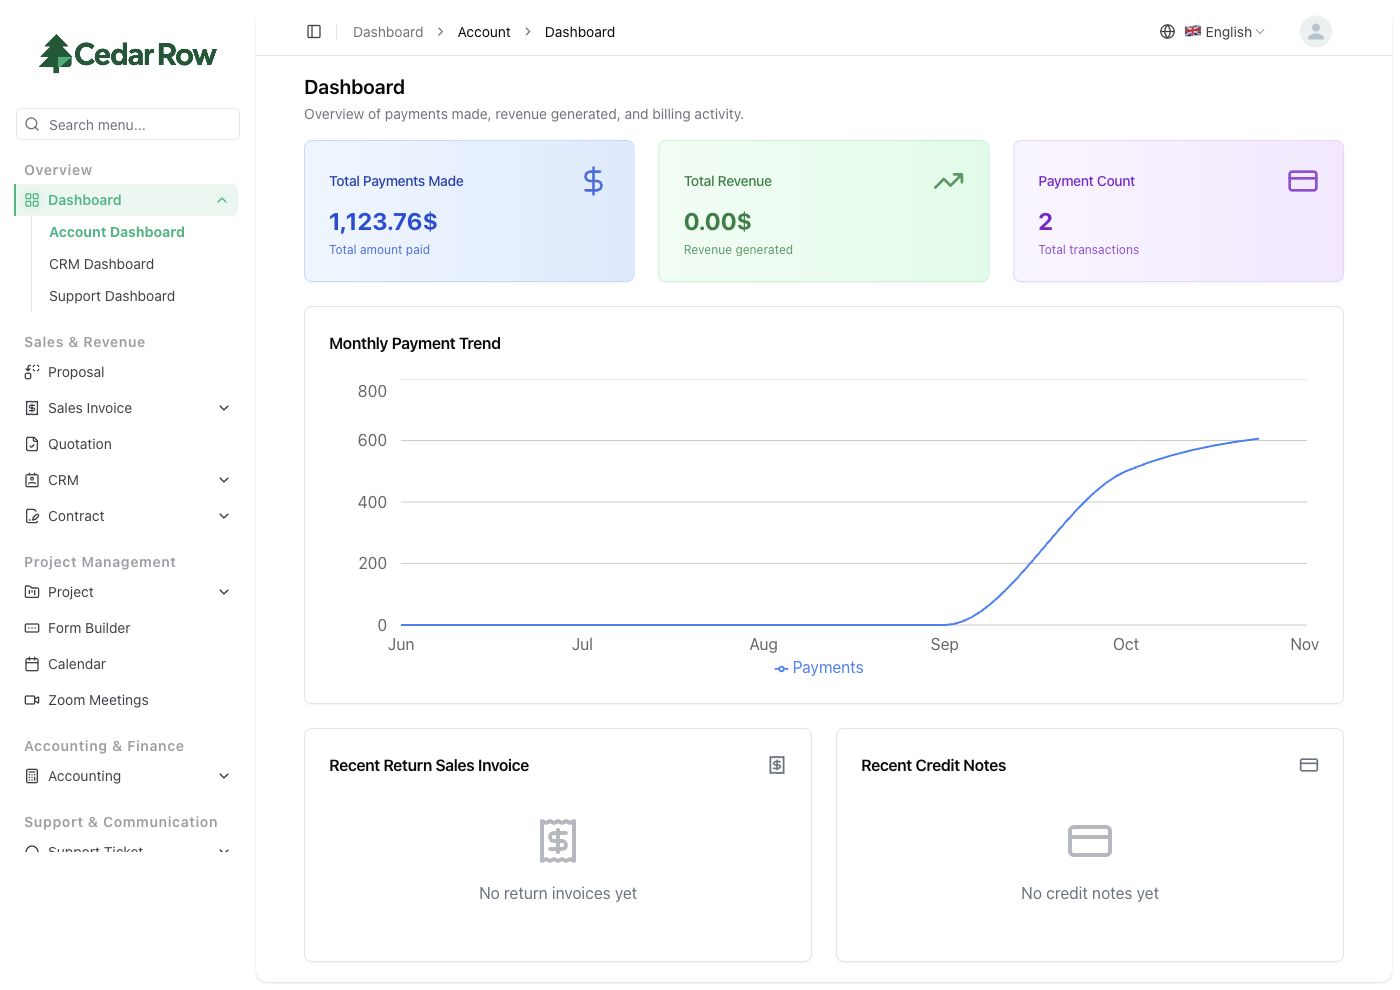 Cedar Row
Search menu...
Overview
Dashboard
Account Dashboard
CRM Dashboard
Support Dashboard
Sales & Revenue
Proposal
Sales Invoice
Quotation
CRM
Contract
Project Management
Project
Form Builder
Calendar
Zoom Meetings
Accounting & Finance
Accounting
Support & Communication
Support Ticket
Dashboard > Account > Dashboard
English
Dashboard
Overview of payments made, revenue generated, and billing activity.
Total Payments Made
1,123.76$
Total amount paid
Total Revenue
0.00$
Revenue generated
Payment Count
2
Total transactions
Monthly Payment Trend
800
600
400
200
0
Jun Jul Aug Sep Oct Nov
Payments
Recent Return Sales Invoice
No return invoices yet
Recent Credit Notes
No credit notes yet